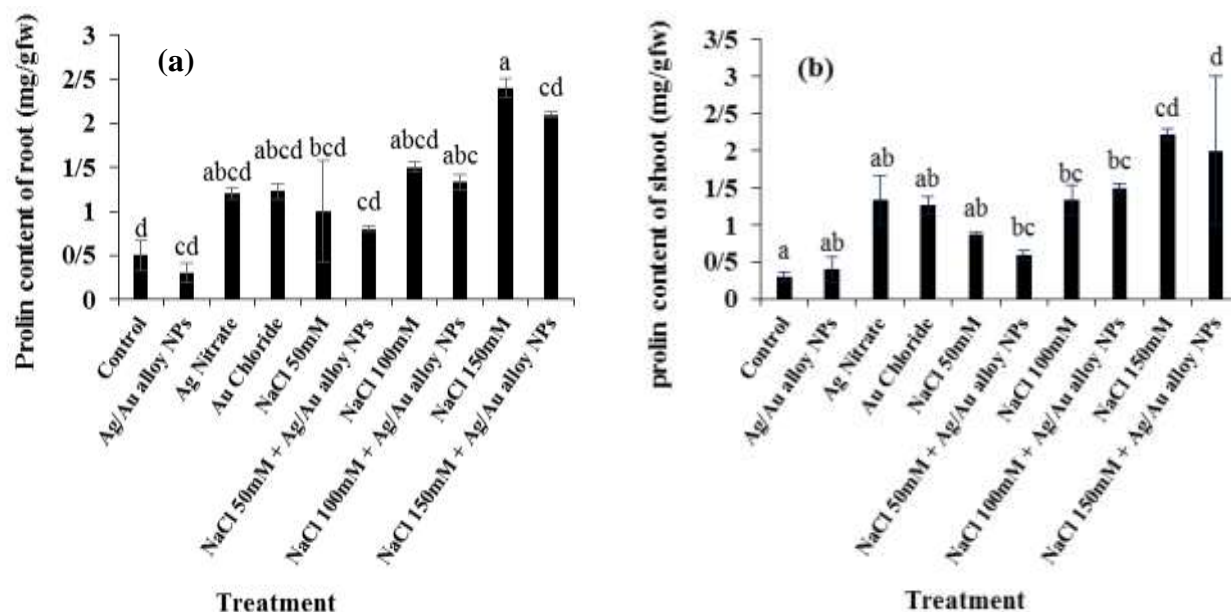 (a)
Prolin content of root (mg/gfw)
3
2/5
2
1/5
1
0/5
0
d
cd
abcd
abcd
bcd
cd
abcd
abc
a
cd
Control
Ag/Au alloy NPs
Ag Nitrate
Au Chloride
NaCl 50mM
NaCl 50mM + Ag/Au alloy NPs
NaCl 100mM
NaCl 100mM + Ag/Au alloy NPs
NaCl 150mM
NaCl 150mM + Ag/Au alloy NPs
Treatment
(b)
prolin content of shoot (mg/gfw)
3/5
3
2/5
2
1/5
1
0/5
0
a
ab
ab
ab
ab
bc
bc
bc
cd
d
Control
Ag/Au alloy NPs
Ag Nitrate
Au Chloride
NaCl 50mM
NaCl 50mM + Ag/Au alloy NPs
NaCl 100mM
NaCl 100mM + Ag/Au alloy NPs
NaCl 150mM
NaCl 150mM + Ag/Au alloy NPs
Treatment